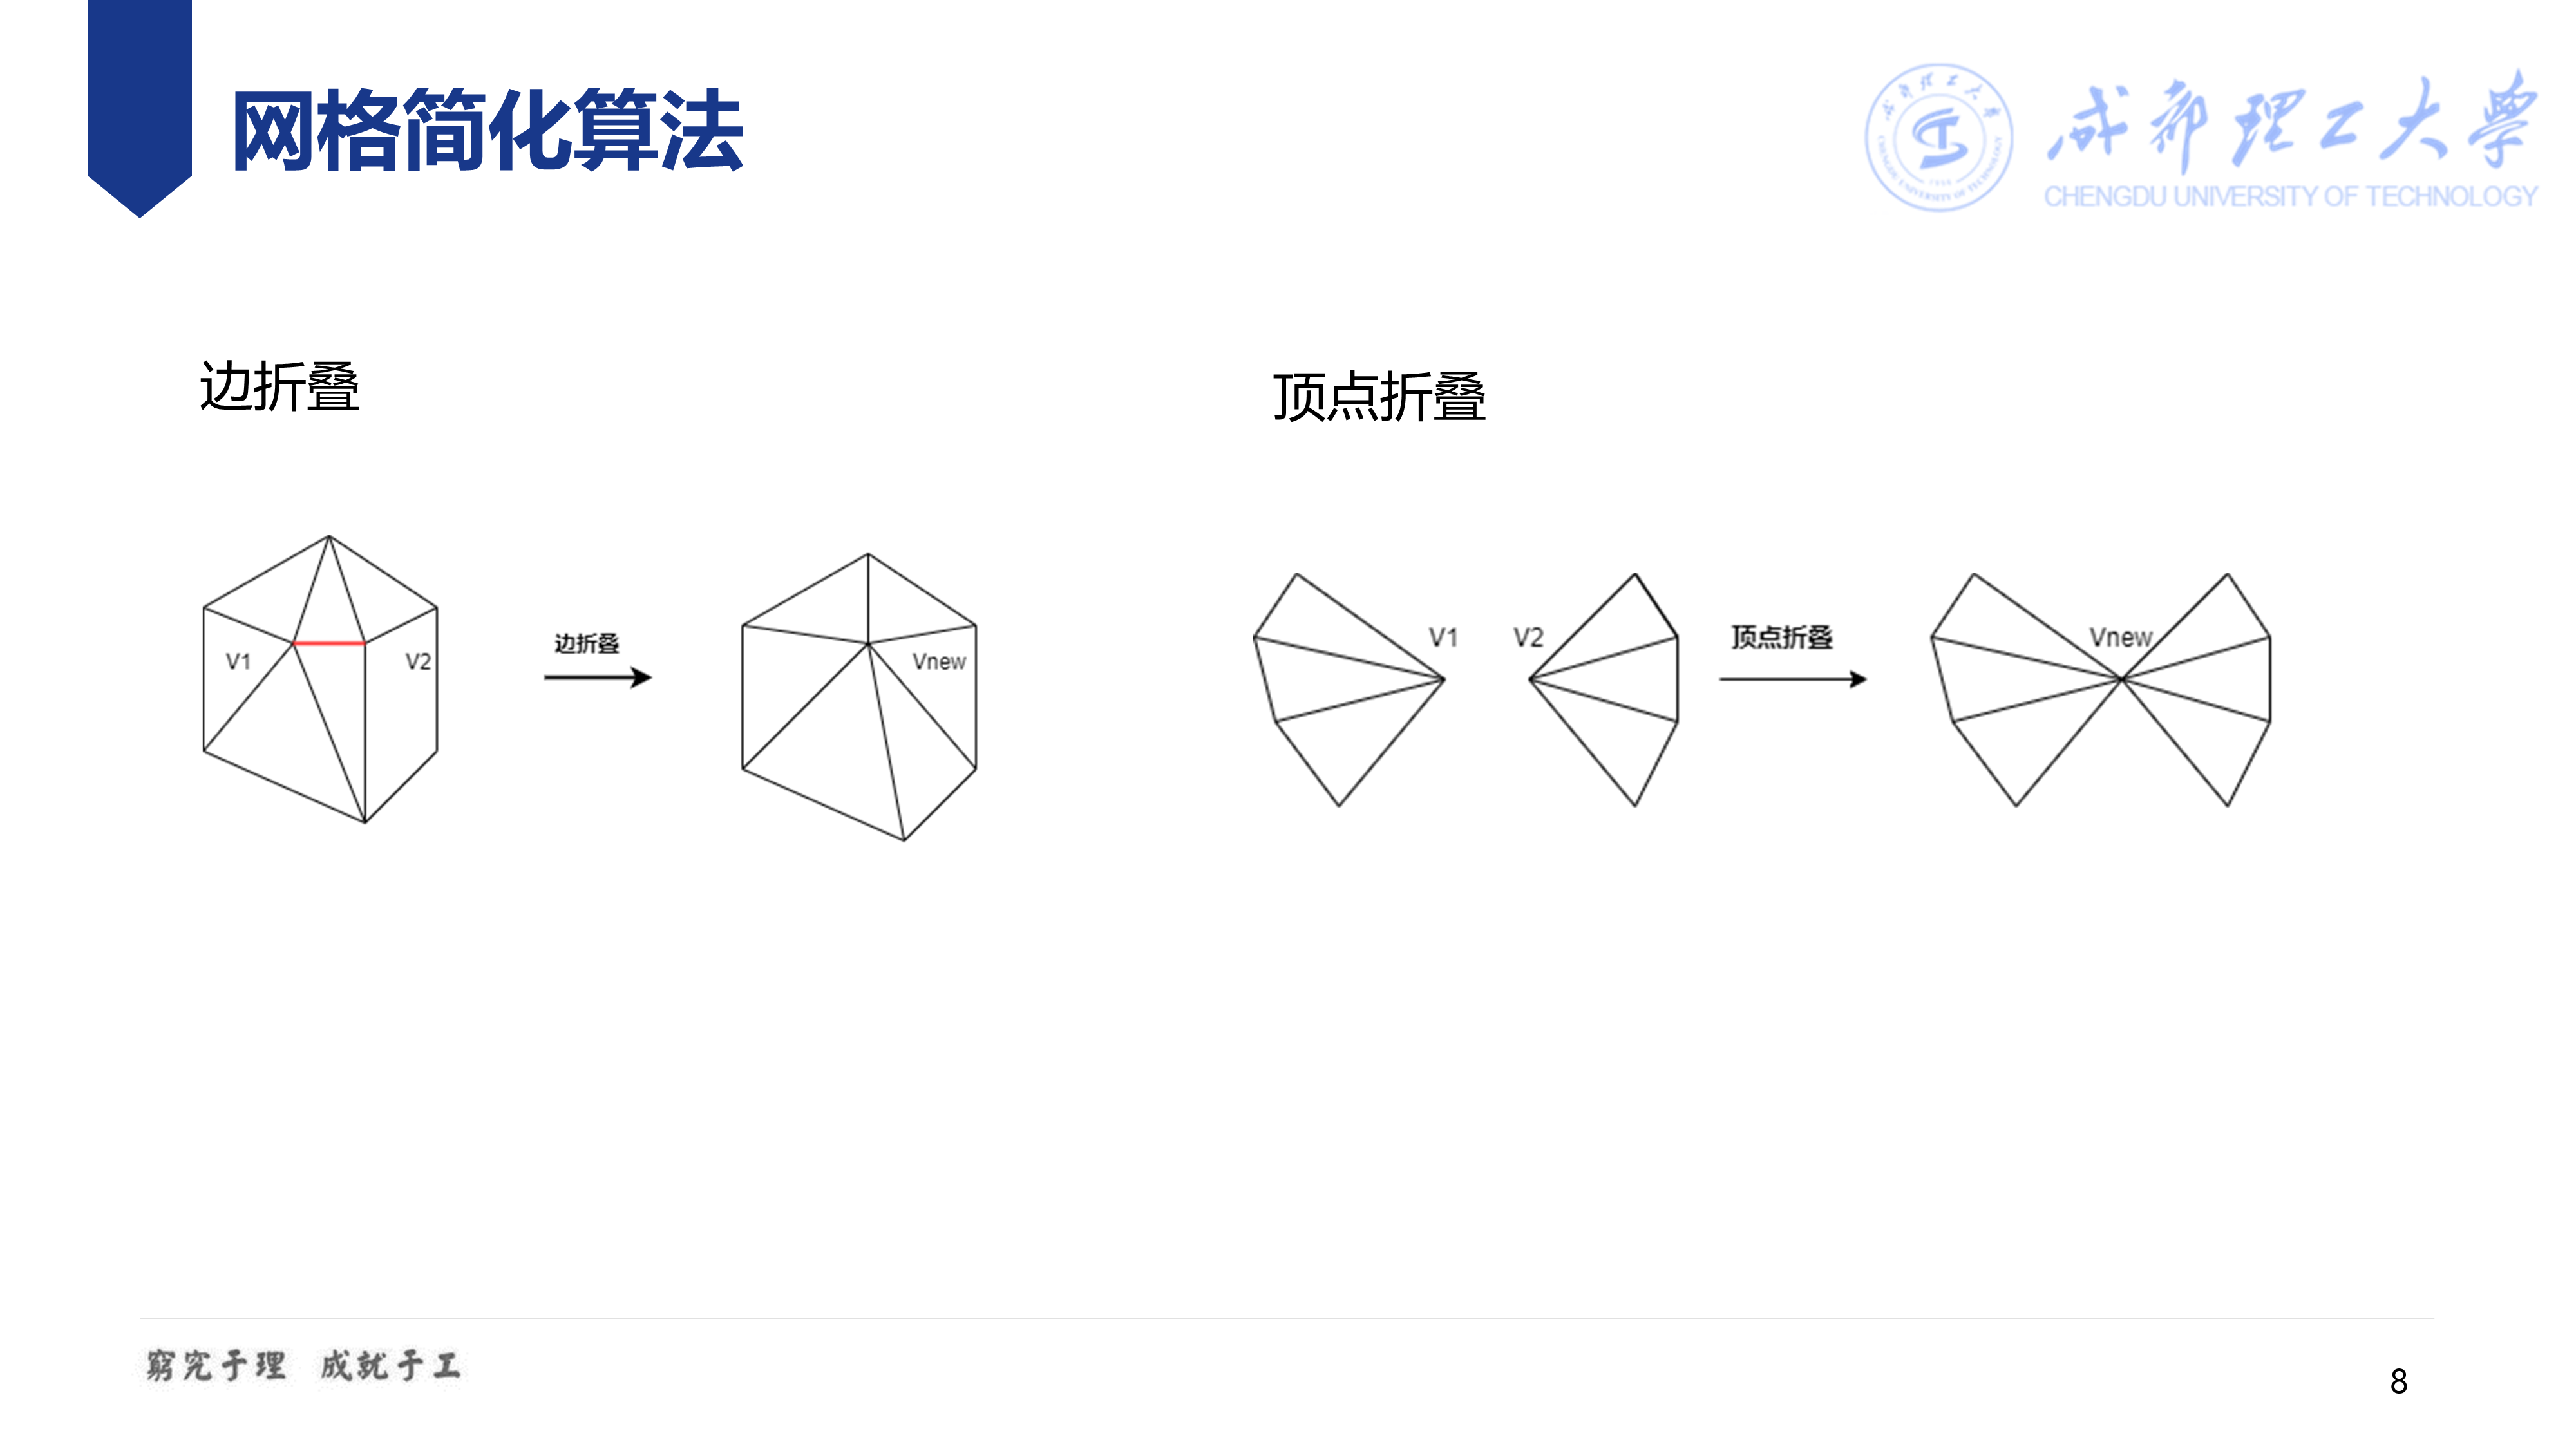 网格简化算法
成都理工大学
CHENGDU UNIVERSITY OF TECHNOLOGY
边折叠
顶点折叠
V1
V2
边折叠
Vnew
V1
V2
顶点折叠
Vnew
窮究于理 成就于工
8